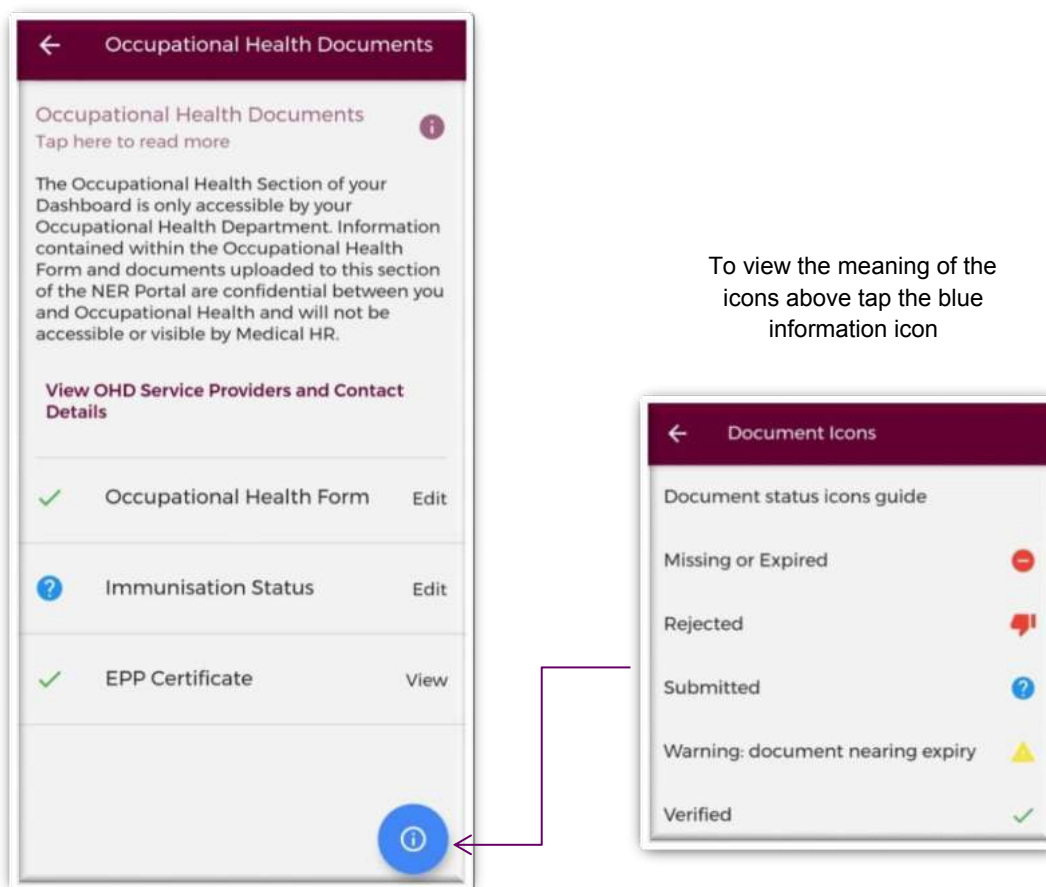 Occupational Health Documents
Occupational Health Documents
Tap here to read more
The Occupational Health Section of your
Dashboard is only accessible by your
Occupational Health Department. Information
contained within the Occupational Health
Form and documents uploaded to this section
of the NER Portal are confidential between you
and Occupational Health and will not be
accessible or visible by Medical HR.
View OHD Service Providers and Contact
Details
Occupational Health Form Edit
Immunisation Status Edit
EPP Certificate View
To view the meaning of the
icons above tap the blue
information icon
Document Icons
Document status icons guide
Missing or Expired
Rejected
Submitted
Warning: document nearing expiry
Verified